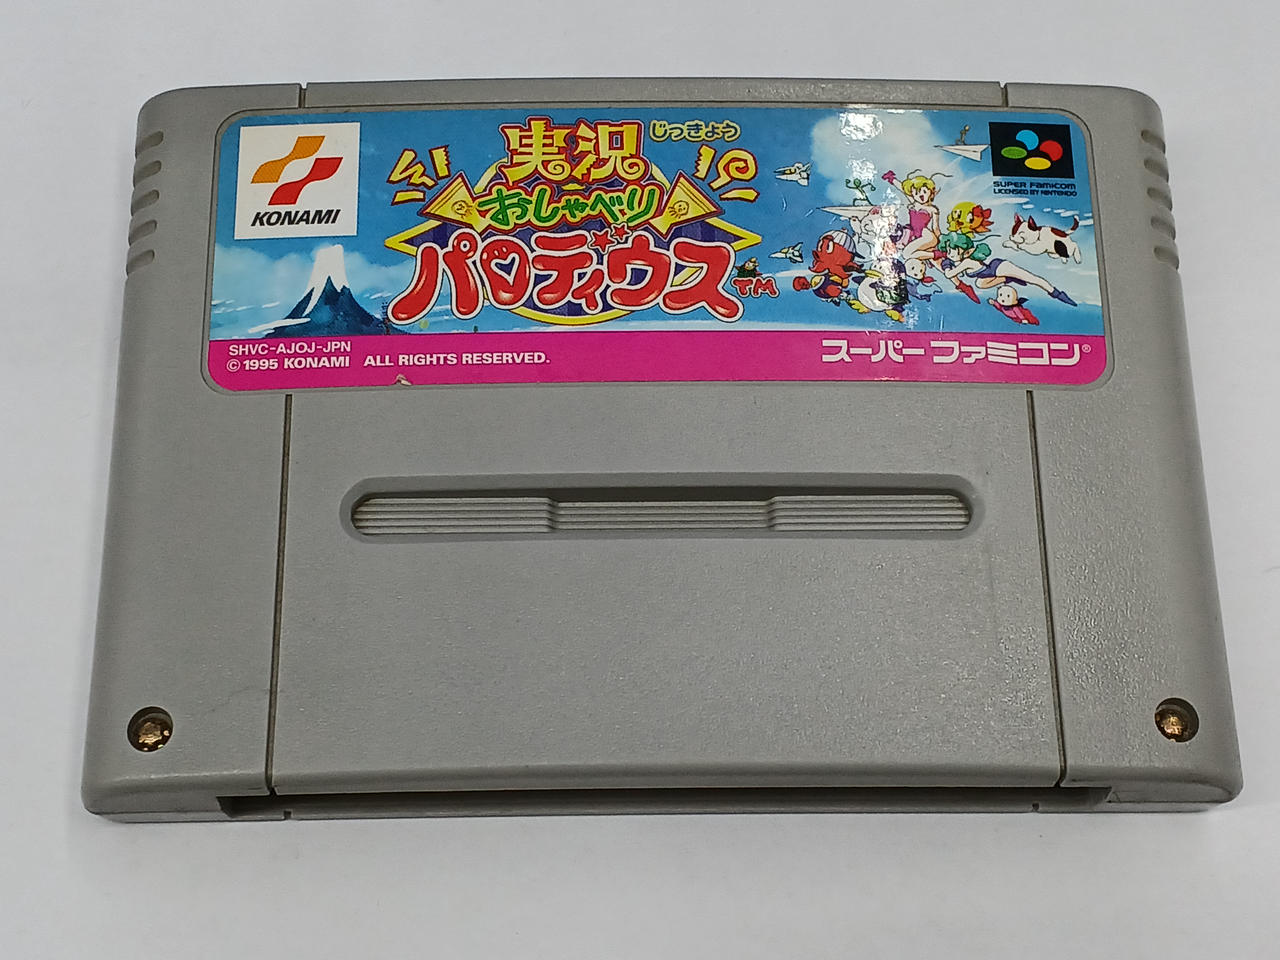 KONAMI
実況
じっきょう
おしゃべり
パロディウス
TM
SUPER FAMICOM
LICENSED BY NINTENDO
SHVC-AJOJ-JPN
© 1995 KONAMI ALL RIGHTS RESERVED.
スーパーファミコン®